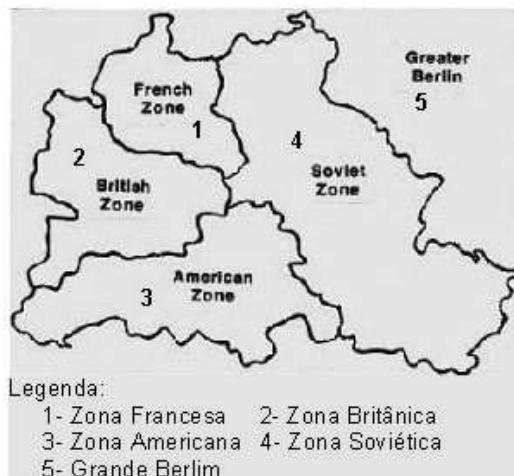 French
Zone
1
Greater
Berlin
5
2
British
Zone
4
Soviet
Zone
American
Zone
3
Legenda:
1- Zona Francesa 2- Zona Britânica
3- Zona Americana 4- Zona Soviética
5- Grande Berlim